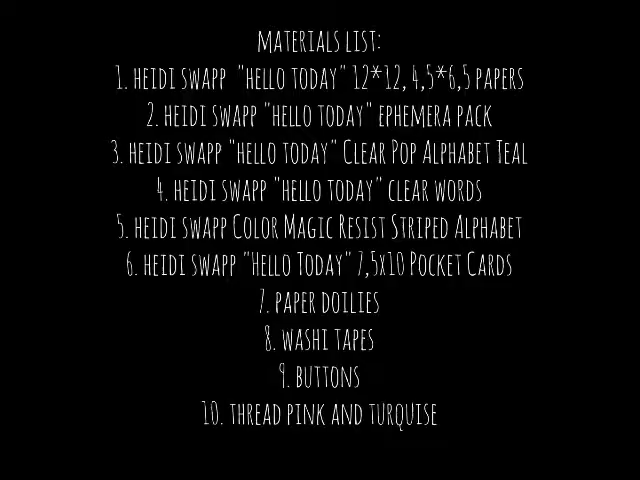 MATERIALS LIST:
1. HEIDI SWAPP "HELLO TODAY" 12*12, 4,5*6,5 PAPERS
2. HEIDI SWAPP "HELLO TODAY" EPHEMERA PACK
3. HEIDI SWAPP "HELLO TODAY" CLEAR POP ALPHABET TEAL
4. HEIDI SWAPP "HELLO TODAY" CLEAR WORDS
5. HEIDI SWAPP COLOR MAGIC RESIST STRIPED ALPHABET
6. HEIDI SWAPP "HELLO TODAY" 7,5X10 POCKET CARDS
7. PAPER DOILIES
8. WASHI TAPES
9. BUTTONS
10. THREAD PINK AND TURQUISE